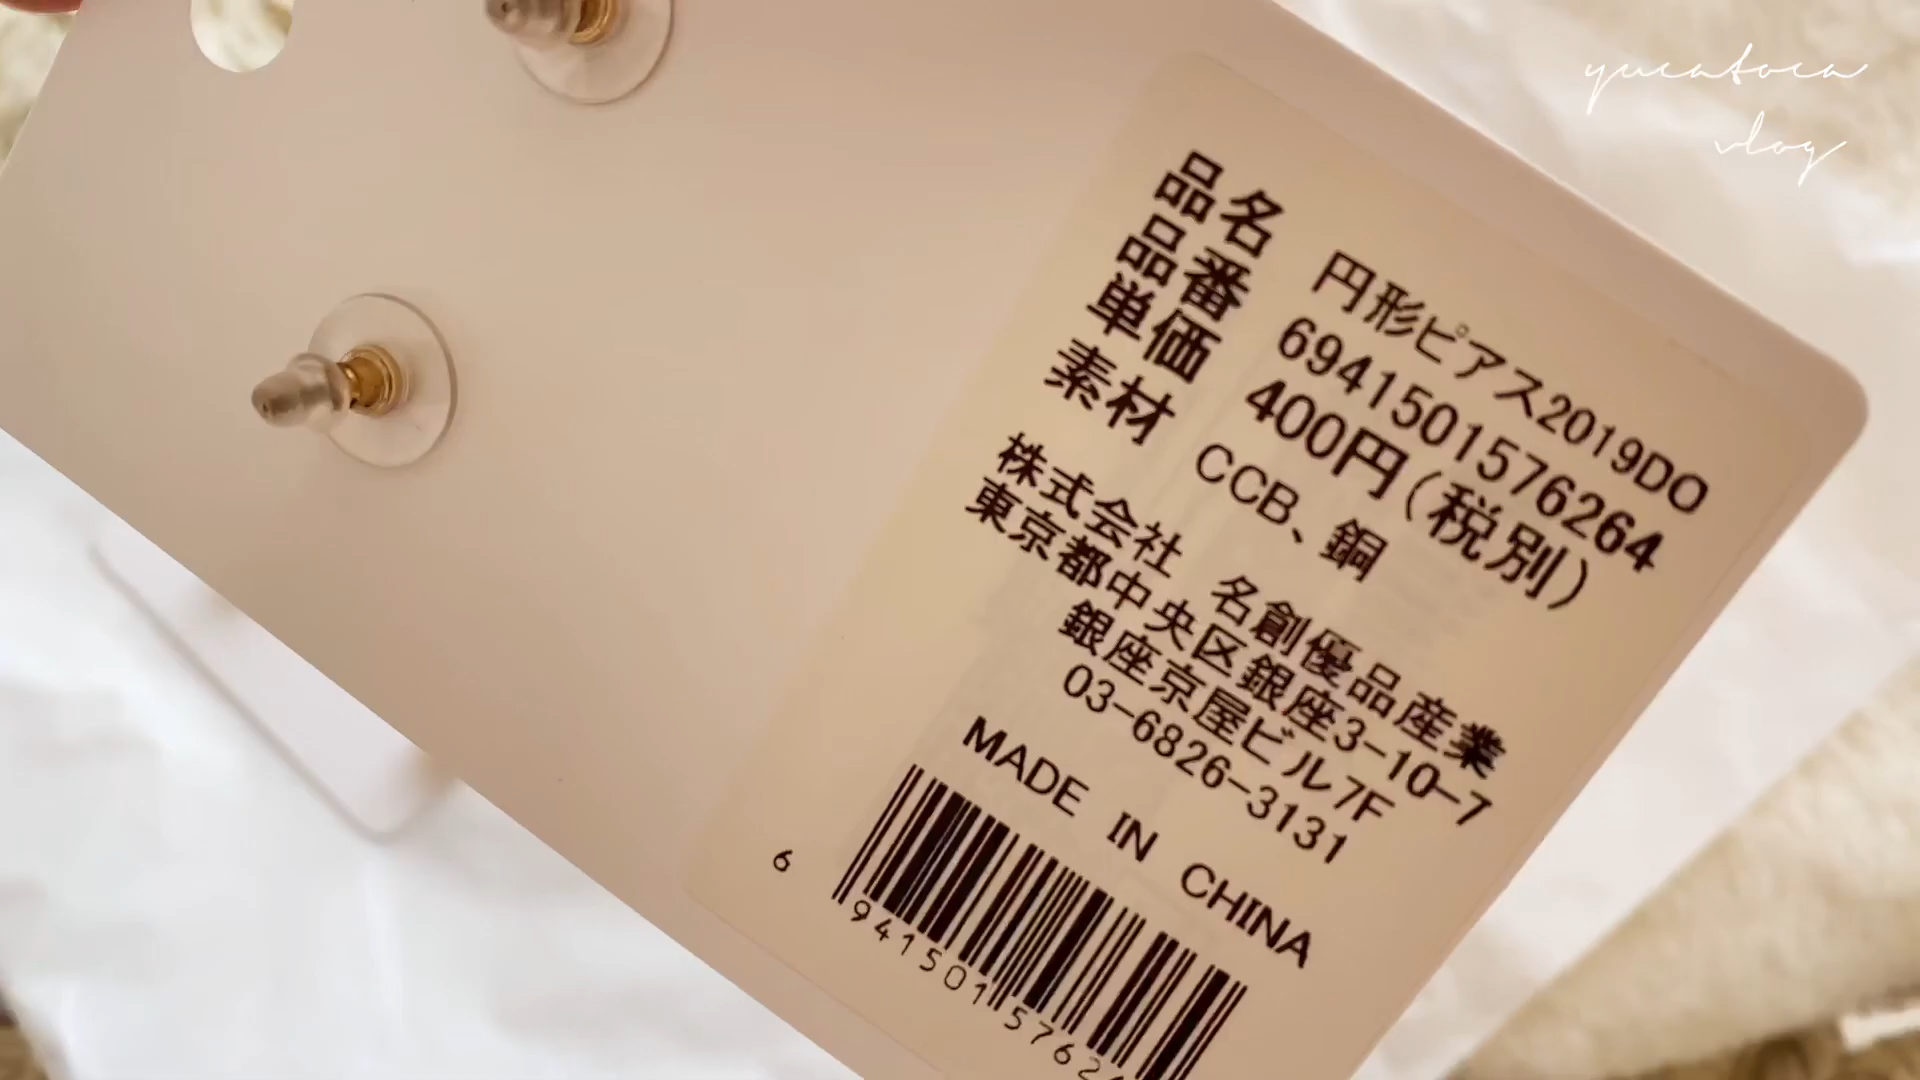 yucatoca
vlog
品名 円形ピアス2019DO
品番 6941501576264
単価 400円(税別)
素材 CCB、銅
株式会社 名創優品産業
東京都中央区銀座3-10-7
銀座京屋ビル7F
03-6826-3131
MADE IN CHINA
6 941501 5762